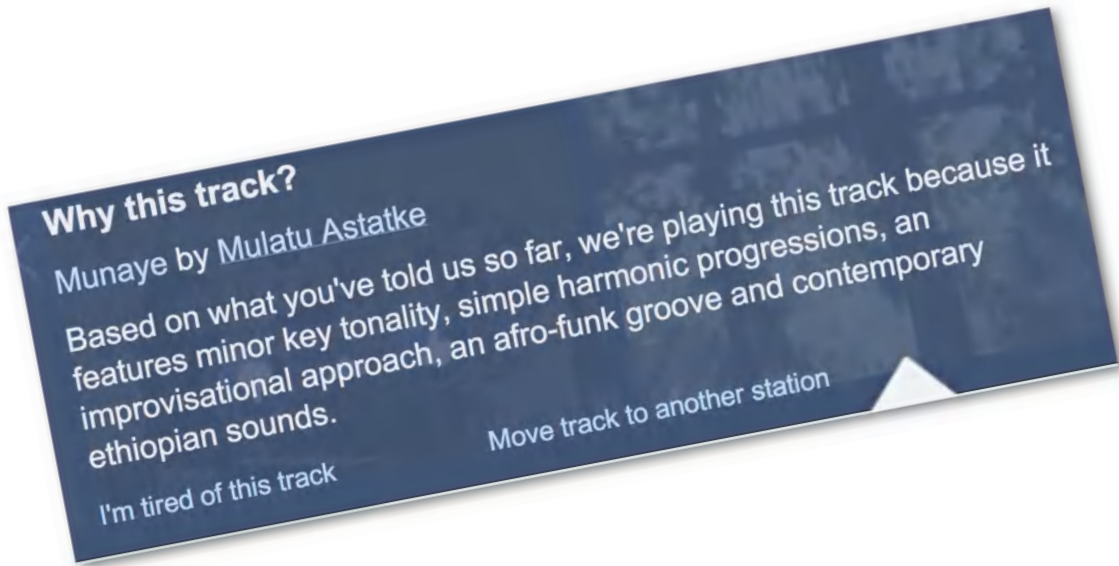 Why this track?
Munaye by Mulatu Astatke
Based on what you've told us so far, we're playing this track because it
features minor key tonality, simple harmonic progressions, an
improvisational approach, an afro-funk groove and contemporary
ethiopian sounds.
I'm tired of this track
Move track to another station